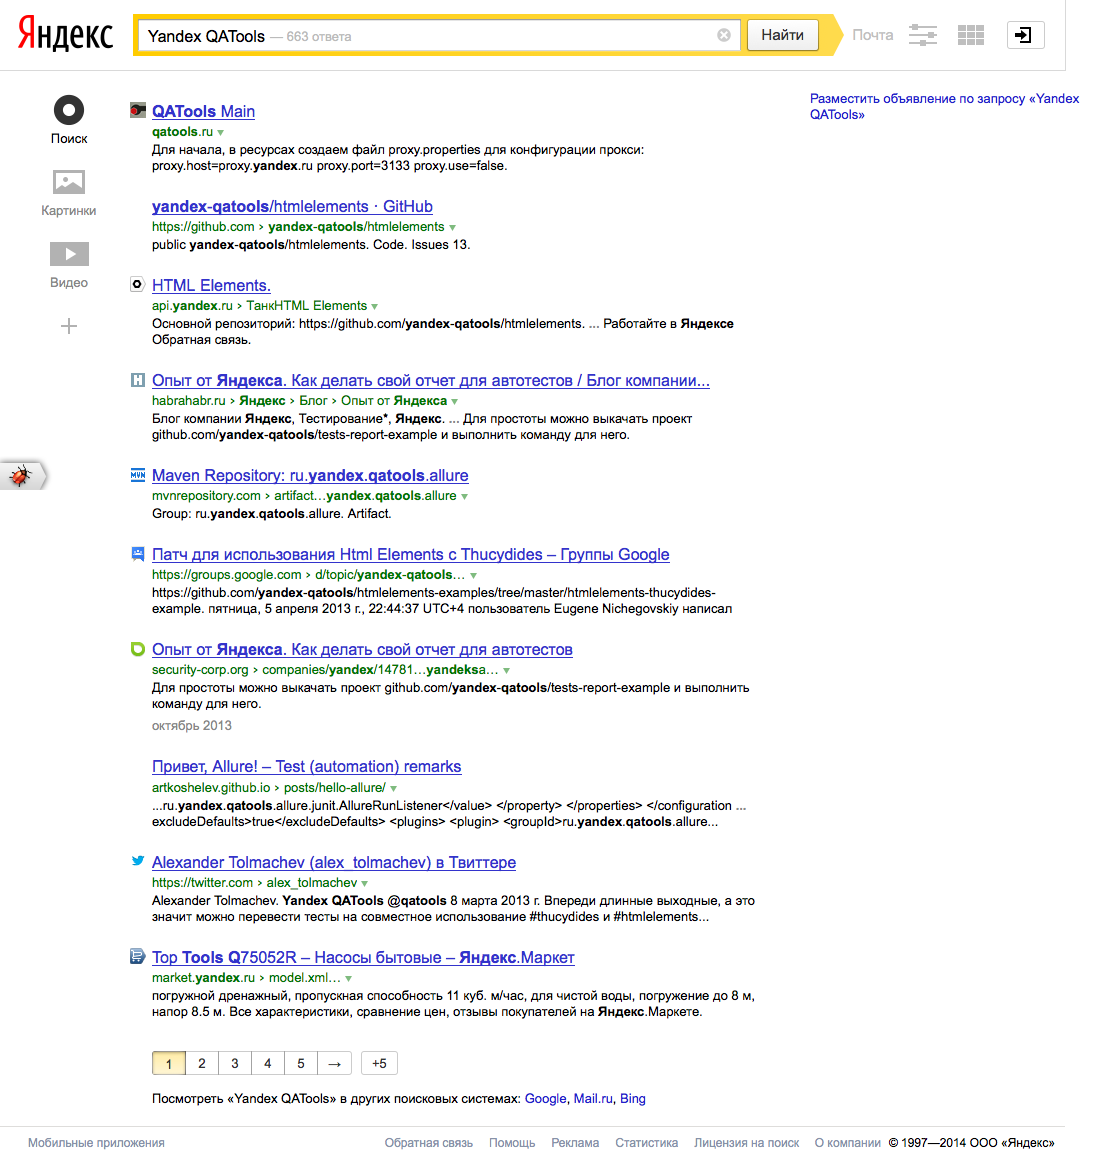 Яндекс
Yandex QATools — 663 ответа
Найти
Почта
Разместить объявление по запросу «Yandex
QATools»
Поиск
Картинки
Видео
QATools Main
qatools.ru
Для начала, в ресурсах создаем файл proxy.properties для конфигурации прокси:
proxy.host=proxy.yandex.ru proxy.port=3133 proxy.use=false.
yandex-qatools/htmlelements · GitHub
https://github.com › yandex-qatools/htmlelements
public yandex-qatools/htmlelements. Code. Issues 13.
HTML Elements.
api.yandex.ru › ТанкHTML Elements
Основной репозиторий: https://github.com/yandex-qatools/htmlelements. ... Работайте в Яндексе
Обратная связь.
H
Опыт от Яндекса. Как делать свой отчет для автотестов / Блог компании...
habrahabr.ru › Яндекс › Блог › Опыт от Яндекса
Блог компании Яндекс, Тестирование*, Яндекс. ... Для простоты можно выкачать проект
github.com/yandex-qatools/tests-report-example и выполнить команду для него.
MVN
Maven Repository: ru.yandex.qatools.allure
mvnrepository.com › artifact…yandex.qatools.allure
Group: ru.yandex.qatools.allure. Artifact.
Патч для использования Html Elements с Thucydides – Группы Google
https://groups.google.com › d/topic/yandex-qatools…
https://github.com/yandex-qatools/htmlelements-examples/tree/master/htmlelements-thucydides-
example. пятница, 5 апреля 2013 г., 22:44:37 UTC+4 пользователь Eugene Nichegovskiy написал
Опыт от Яндекса. Как делать свой отчет для автотестов
security-corp.org › companies/yandex/14781…yandeksa…
Для простоты можно выкачать проект github.com/yandex-qatools/tests-report-example и выполнить
команду для него.
октябрь 2013
Привет, Allure! – Test (automation) remarks
artkoshelev.github.io › posts/hello-allure/
...ru.yandex.qatools.allure.junit.AllureRunListener</value> </property> </properties> </configuration ...
excludeDefaults>true</excludeDefaults> <plugins> <plugin> <groupId>ru.yandex.qatools.allure...
Alexander Tolmachev (alex_tolmachev) в Твиттере
https://twitter.com › alex_tolmachev
Alexander Tolmachev. Yandex QATools @qatools 8 марта 2013 г. Впереди длинные выходные, а это
значит можно перевести тесты на совместное использование #thucydides и #htmlelements...
Top Tools Q75052R – Насосы бытовые – Яндекс.Маркет
market.yandex.ru › model.xml…
погружной дренажный, пропускная способность 11 куб. м/час, для чистой воды, погружение до 8 м,
напор 8.5 м. Все характеристики, сравнение цен, отзывы покупателей на Яндекс.Маркете.
1 2 3 4 5 → +5
Посмотреть «Yandex QATools» в других поисковых системах: Google, Mail.ru, Bing
Мобильные приложения Обратная связь Помощь Реклама Статистика Лицензия на поиск О компании © 1997—2014 ООО «Яндекс»